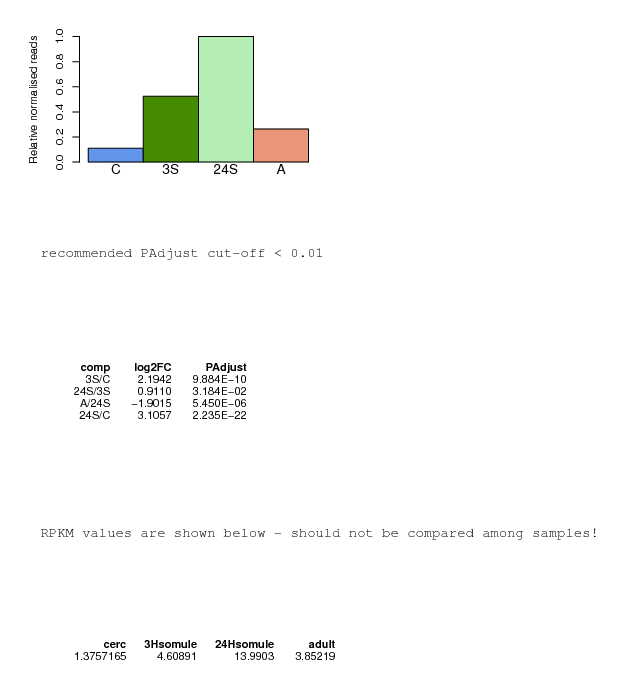 Relative normalised reads
1.0
0.8
0.6
0.4
0.2
0.0
C 3S 24S A
recommended PAdjust cut-off < 0.01
comp log2FC PAdjust
3S/C 2.1942 9.884E−10
24S/3S 0.9110 3.184E−02
A/24S −1.9015 5.450E−06
24S/C 3.1057 2.235E−22
RPKM values are shown below - should not be compared among samples!
cerc 3Hsomule 24Hsomule adult
1.3757165 4.60891 13.9903 3.85219